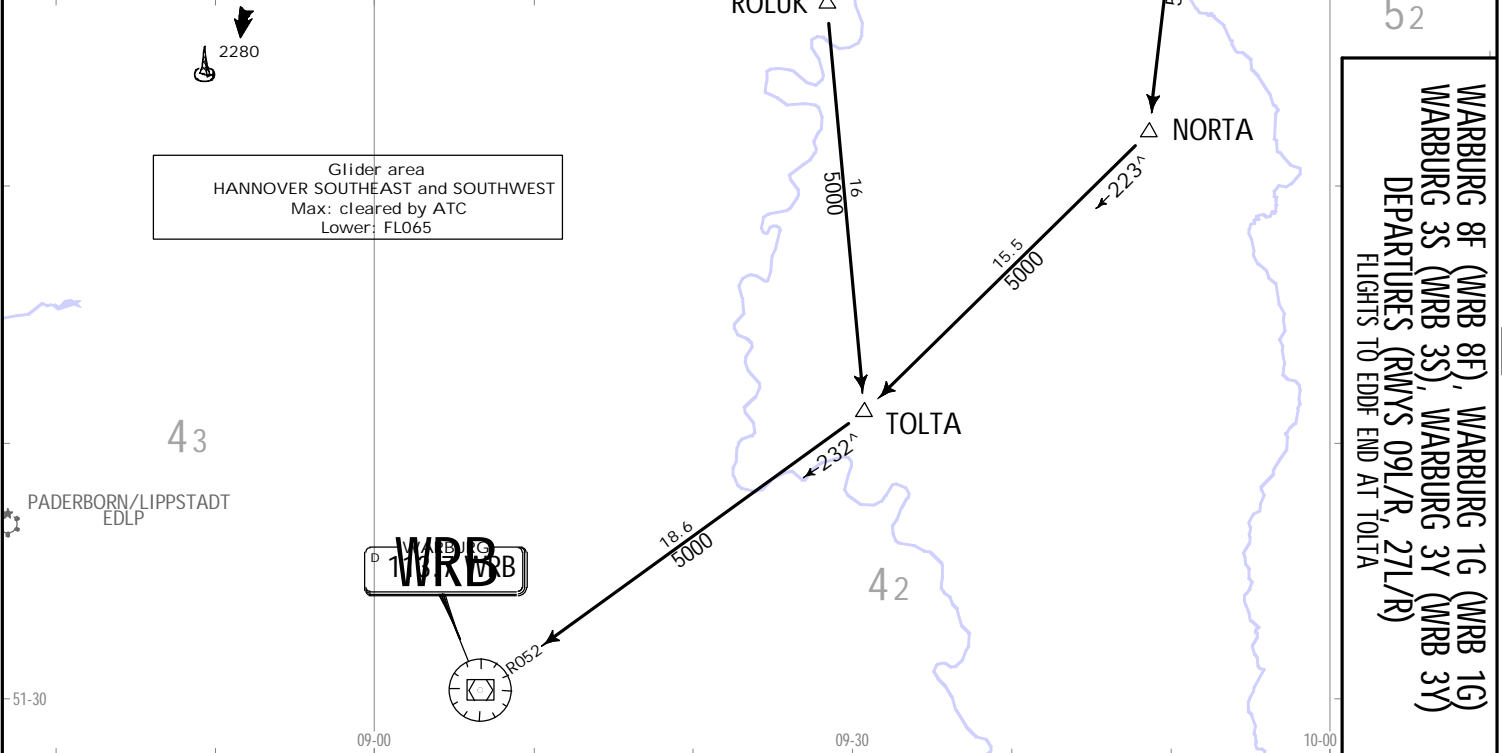 ROLUK
52
2280
NORTA
Glider area
HANNOVER SOUTHEAST and SOUTHWEST
Max: cleared by ATC
Lower: FL065
16
5000
223^
15.5
5000
TOLTA
232^
43
PADERBORN/LIPPSTADT
EDLP
18.6
5000
WARBURG
WRB
D
WRB
42
R052
51-30
09-00
09-30
10-00
WARBURG 8F (WRB 8F), WARBURG 1G (WRB 1G)
WARBURG 3S (WRB 3S), WARBURG 3Y (WRB 3Y)
DEPARTURES (RWYS 09L/R, 27L/R)
FLIGHTS TO EDDF END AT TOLTA